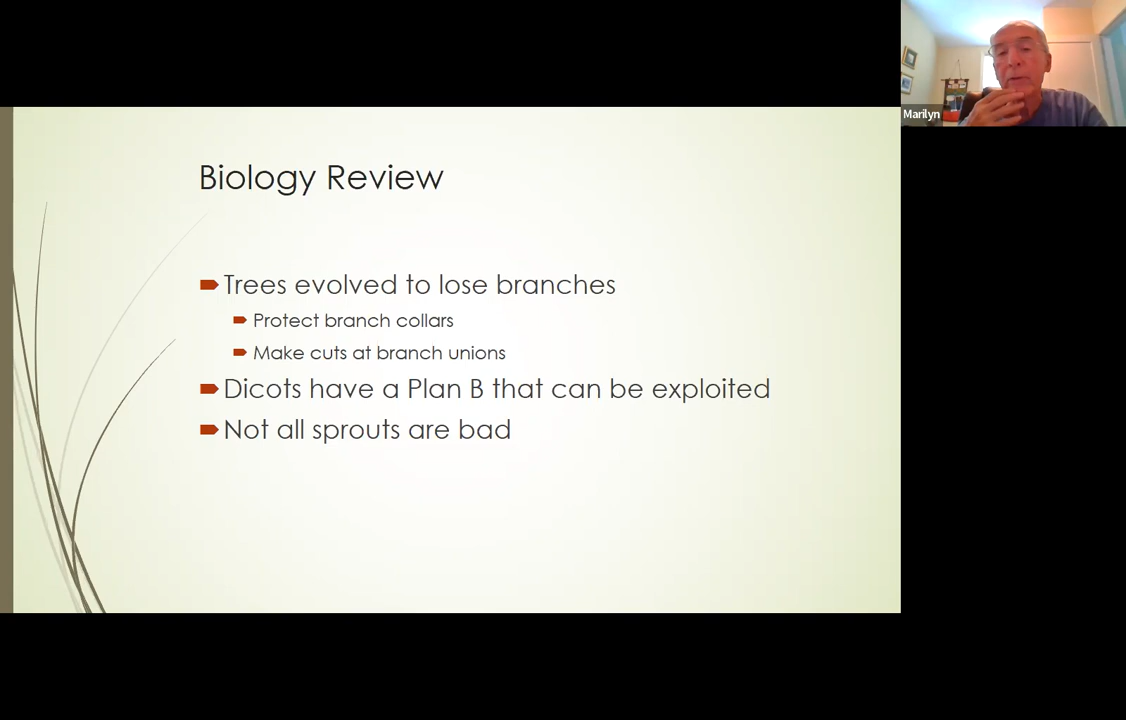 Marilyn
Biology Review
Trees evolved to lose branches
Protect branch collars
Make cuts at branch unions
Dicots have a Plan B that can be exploited
Not all sprouts are bad